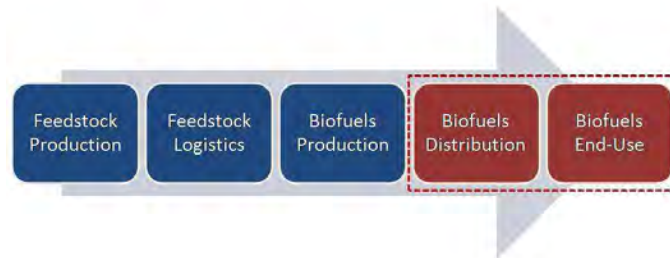 Feedstock
Production
Feedstock
Logistics
Biofuels
Production
Biofuels
Distribution
Biofuels
End-Use